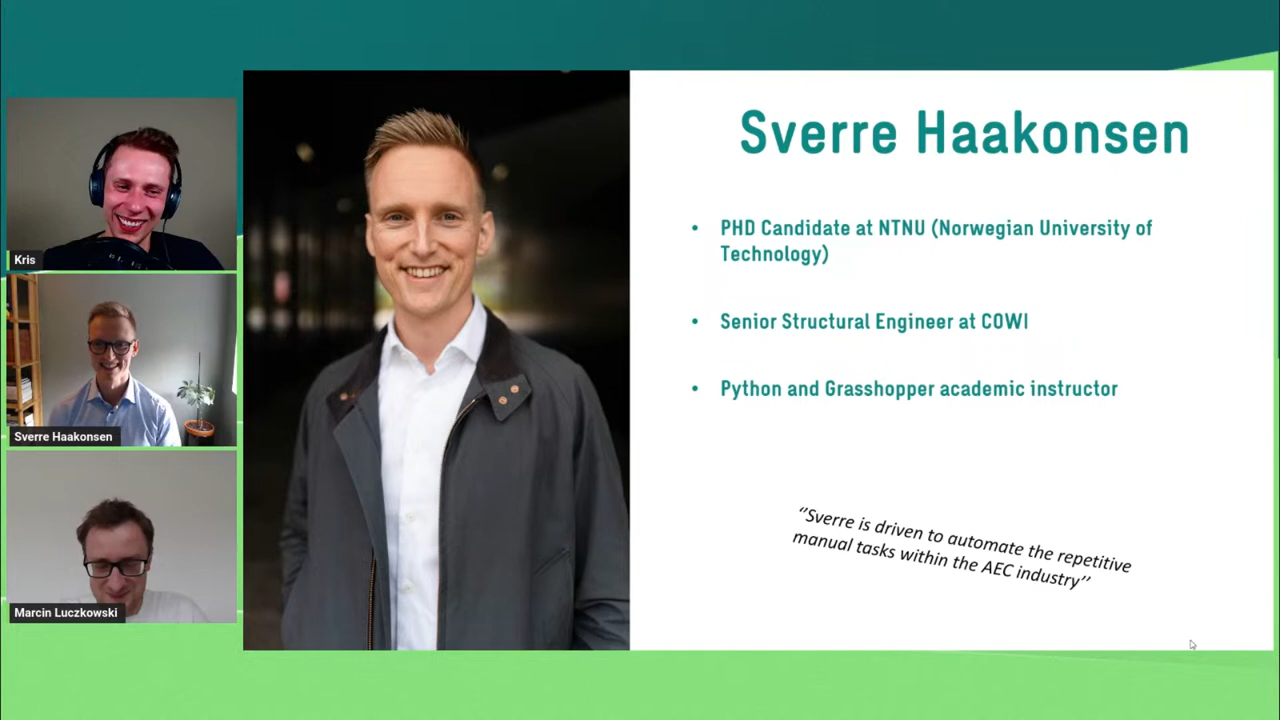 Sverre Haakonsen
• PHD Candidate at NTNU (Norwegian University of
Technology)
• Senior Structural Engineer at COWI
• Python and Grasshopper academic instructor
“Sverre is driven to automate the repetitive
manual tasks within the AEC industry”
Kris
Sverre Haakonsen
Marcin Luczkowski